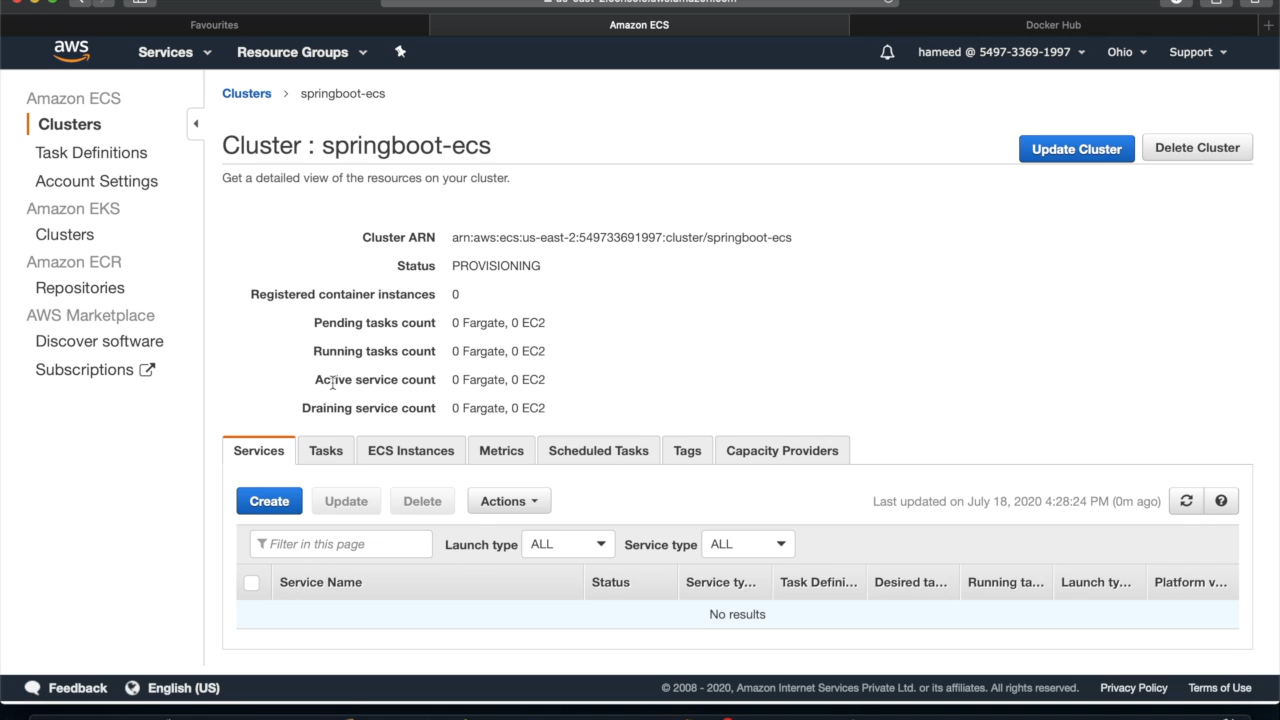 Favourites
Amazon ECS
Docker Hub
aws
Services
Resource Groups
hameed @ 5497-3369-1997
Ohio
Support
Amazon ECS
Clusters
Task Definitions
Account Settings
Amazon EKS
Clusters
Amazon ECR
Repositories
AWS Marketplace
Discover software
Subscriptions
Clusters > springboot-ecs
Cluster : springboot-ecs
Update Cluster
Delete Cluster
Get a detailed view of the resources on your cluster.
Cluster ARN arn:aws:ecs:us-east-2:549733691997:cluster/springboot-ecs
Status PROVISIONING
Registered container instances 0
Pending tasks count 0 Fargate, 0 EC2
Running tasks count 0 Fargate, 0 EC2
Active service count 0 Fargate, 0 EC2
Draining service count 0 Fargate, 0 EC2
Services Tasks ECS Instances Metrics Scheduled Tasks Tags Capacity Providers
Create Update Delete Actions Last updated on July 18, 2020 4:28:24 PM (0m ago)
Filter in this page Launch type ALL Service type ALL
Service Name Status Service ty... Task Defini... Desired ta... Running ta... Launch ty... Platform v...
No results
Feedback English (US) © 2008 - 2020, Amazon Internet Services Private Ltd. or its affiliates. All rights reserved. Privacy Policy Terms of Use